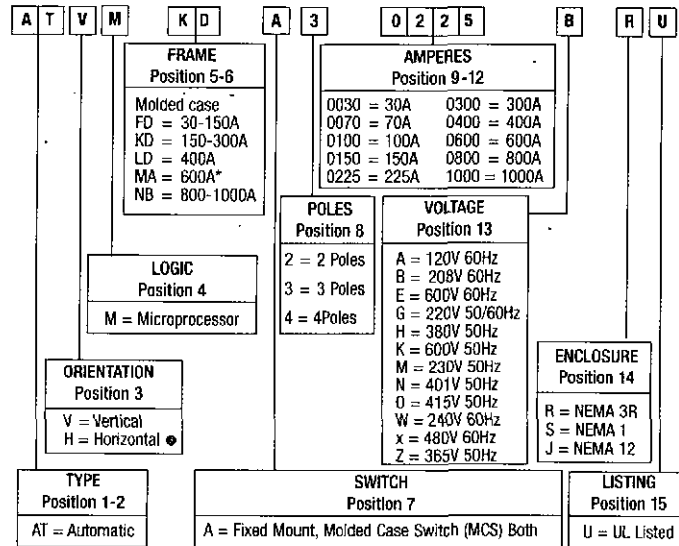 A T V M K D A 3 0 2 2 5 B R U
FRAME
Position 5-6
Molded case
FD = 30-150A
KD = 150-300A
LD = 400A
MA = 600A*
NB = 800-1000A
AMPERES
Position 9-12
0030 = 30A 0300 = 300A
0070 = 70A 0400 = 400A
0100 = 100A 0600 = 600A
0150 = 150A 0800 = 800A
0225 = 225A 1000 = 1000A
POLES
Position 8
2 = 2 Poles
3 = 3 Poles
4 = 4Poles
VOLTAGE
Position 13
A = 120V 60Hz
B = 208V 60Hz
E = 600V 60Hz
G = 220V 50/60Hz
H = 380V 50Hz
K = 600V 50Hz
M = 230V 50Hz
N = 401V 50Hz
O = 415V 50Hz
W = 240V 60Hz
x = 480V 60Hz
Z = 365V 50Hz
LOGIC
Position 4
M = Microprocessor
ORIENTATION
Position 3
V = Vertical
H = Horizontal
ENCLOSURE
Position 14
R = NEMA 3R
S = NEMA 1
J = NEMA 12
TYPE
Position 1-2
AT = Automatic
SWITCH
Position 7
A = Fixed Mount, Molded Case Switch (MCS) Both
LISTING
Position 15
U = UL Listed